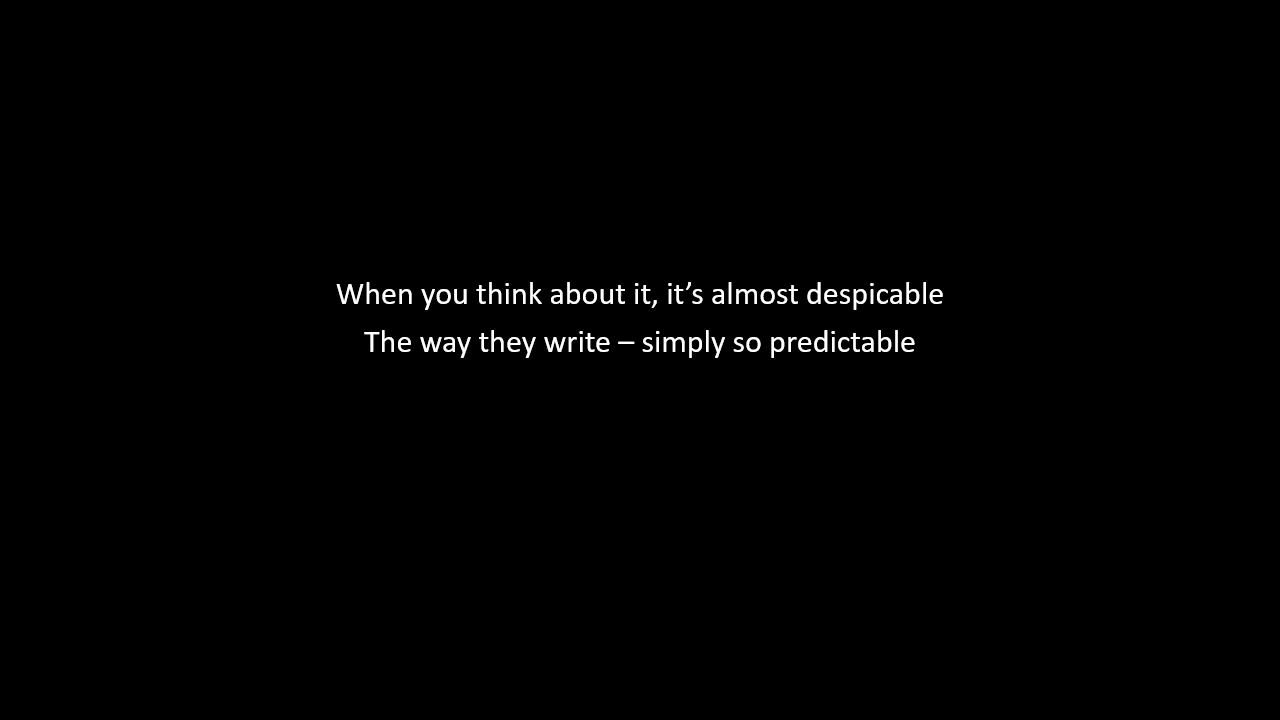 When you think about it, it’s almost despicable
The way they write – simply so predictable